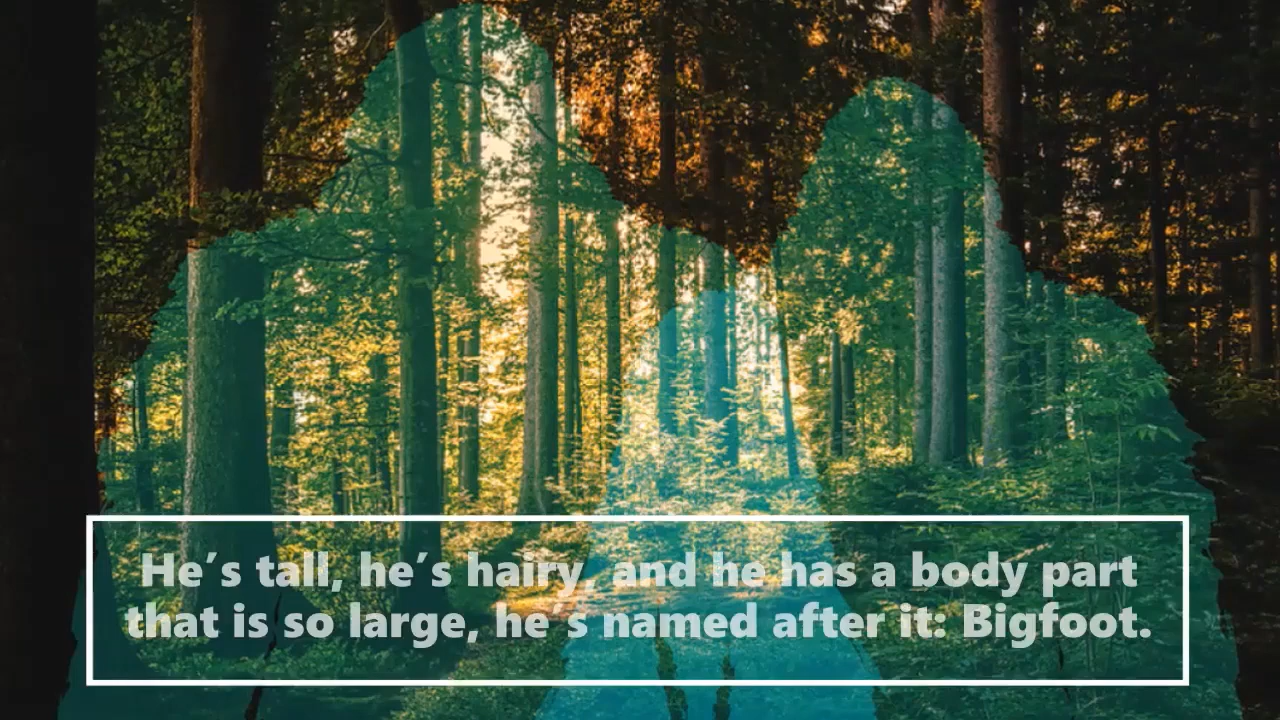 He's tall, he's hairy, and he has a body part
that is so large, he's named after it: Bigfoot.